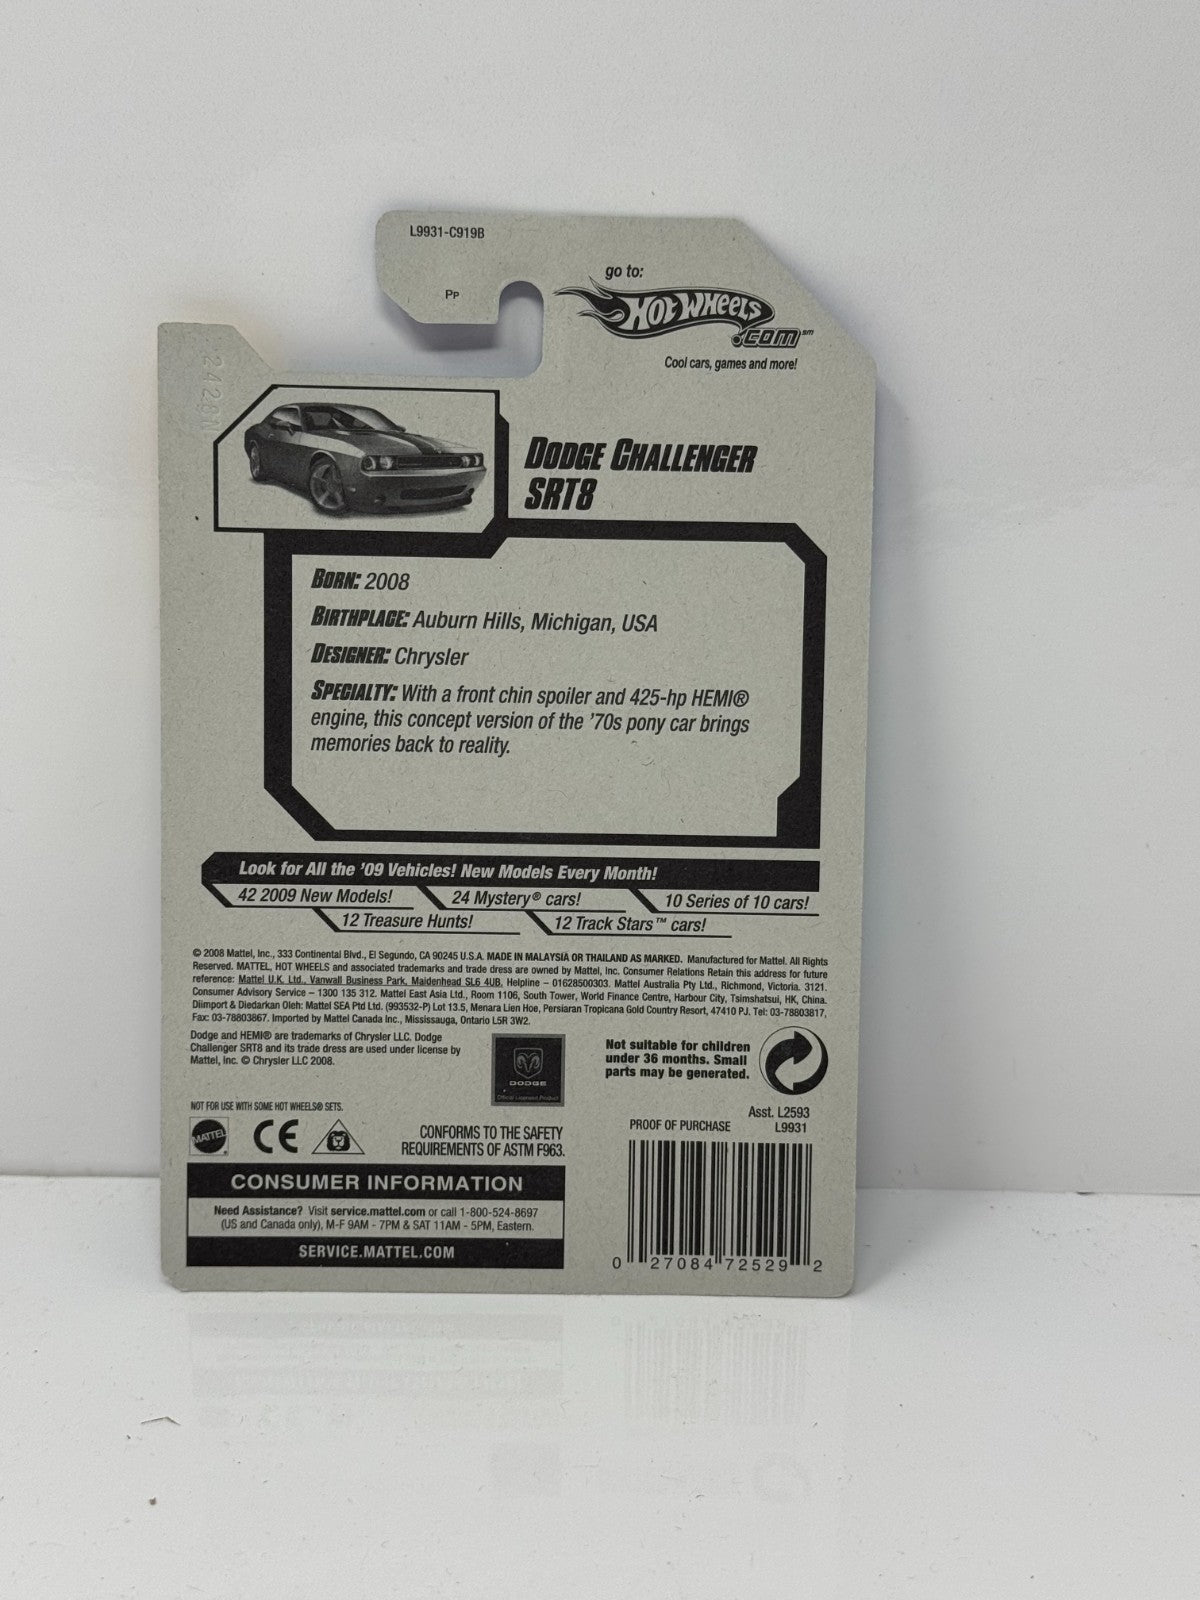 L9931-C919B
PP
go to:
HOT WHEELS
.COM℠
Cool cars, games and more!
DODGE CHALLENGER
SRT8
BORN: 2008
BIRTHPLACE: Auburn Hills, Michigan, USA
DESIGNER: Chrysler
SPECIALTY: With a front chin spoiler and 425-hp HEMI®
engine, this concept version of the '70s pony car brings
memories back to reality.
Look for All the '09 Vehicles! New Models Every Month!
42 2009 New Models!
24 Mystery® cars!
10 Series of 10 cars!
12 Treasure Hunts!
12 Track Stars™ cars!
© 2008 Mattel, Inc., 333 Continental Blvd., El Segundo, CA 90245 U.S.A. MADE IN MALAYSIA OR THAILAND AS MARKED. Manufactured for Mattel. All Rights
Reserved. MATTEL, HOT WHEELS and associated trademarks and trade dress are owned by Mattel, Inc. Consumer Relations Retain this address for future
reference: Mattel U.K. Ltd., Vanwall Business Park, Maidenhead SL6 4UB. Helpline – 01628500303. Mattel Australia Pty Ltd., Richmond, Victoria. 3121.
Consumer Advisory Service – 1300 135 312. Mattel East Asia Ltd., Room 1106, South Tower, World Finance Centre, Harbour City, Tsimshatsui, HK, China.
Diimport & Diedarkan Oleh: Mattel SEA Ptd Ltd. (993532-P) Lot 13.5, Menara Lien Hoe, Persiaran Tropicana Gold Country Resort, 47410 PJ. Tel: 03-78803817,
Fax: 03-78803867. Imported by Mattel Canada Inc., Mississauga, Ontario L5R 3W2.
Dodge and HEMI® are trademarks of Chrysler LLC. Dodge
Challenger SRT8 and its trade dress are used under license by
Mattel, Inc. © Chrysler LLC 2008.
DODGE
Official Licensed Product
Not suitable for children
under 36 months. Small
parts may be generated.
NOT FOR USE WITH SOME HOT WHEELS® SETS.
MATTEL
CE
CONFORMS TO THE SAFETY
REQUIREMENTS OF ASTM F963.
Asst. L2593
PROOF OF PURCHASE L9931
CONSUMER INFORMATION
Need Assistance? Visit service.mattel.com or call 1-800-524-8697
(US and Canada only), M-F 9AM - 7PM & SAT 11AM - 5PM, Eastern.
SERVICE.MATTEL.COM
0 27084 72529 2